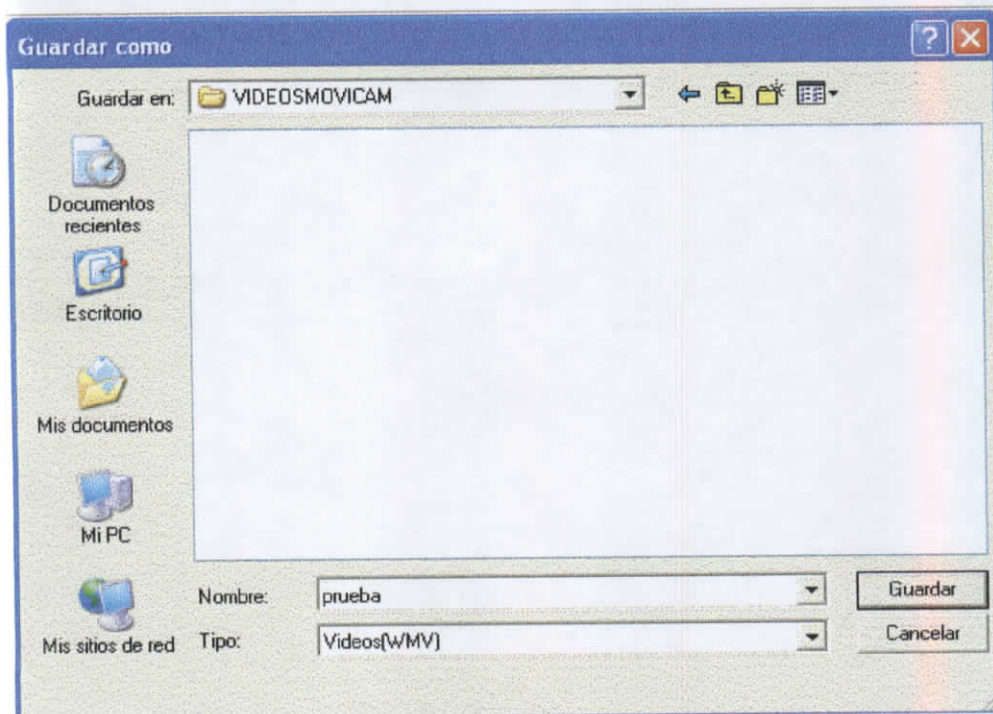 Guardar como
Guardar en: VIDEOSMOVICAM
Documentos
recientes
Escritorio
Mis documentos
Mi PC
Mis sitios de red
Nombre: prueba
Tipo: Videos(WMV)
Guardar
Cancelar